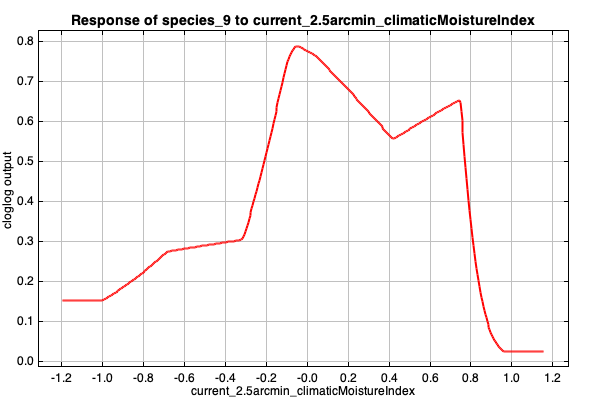 Response of species_9 to current_2.5arcmin_climaticMoistureIndex
0.8
0.7
0.6
0.5
0.4
0.3
0.2
0.1
0.0
cloglog output
-1.2 -1.0 -0.8 -0.6 -0.4 -0.2 -0.0 0.2 0.4 0.6 0.8 1.0 1.2
current_2.5arcmin_climaticMoistureIndex